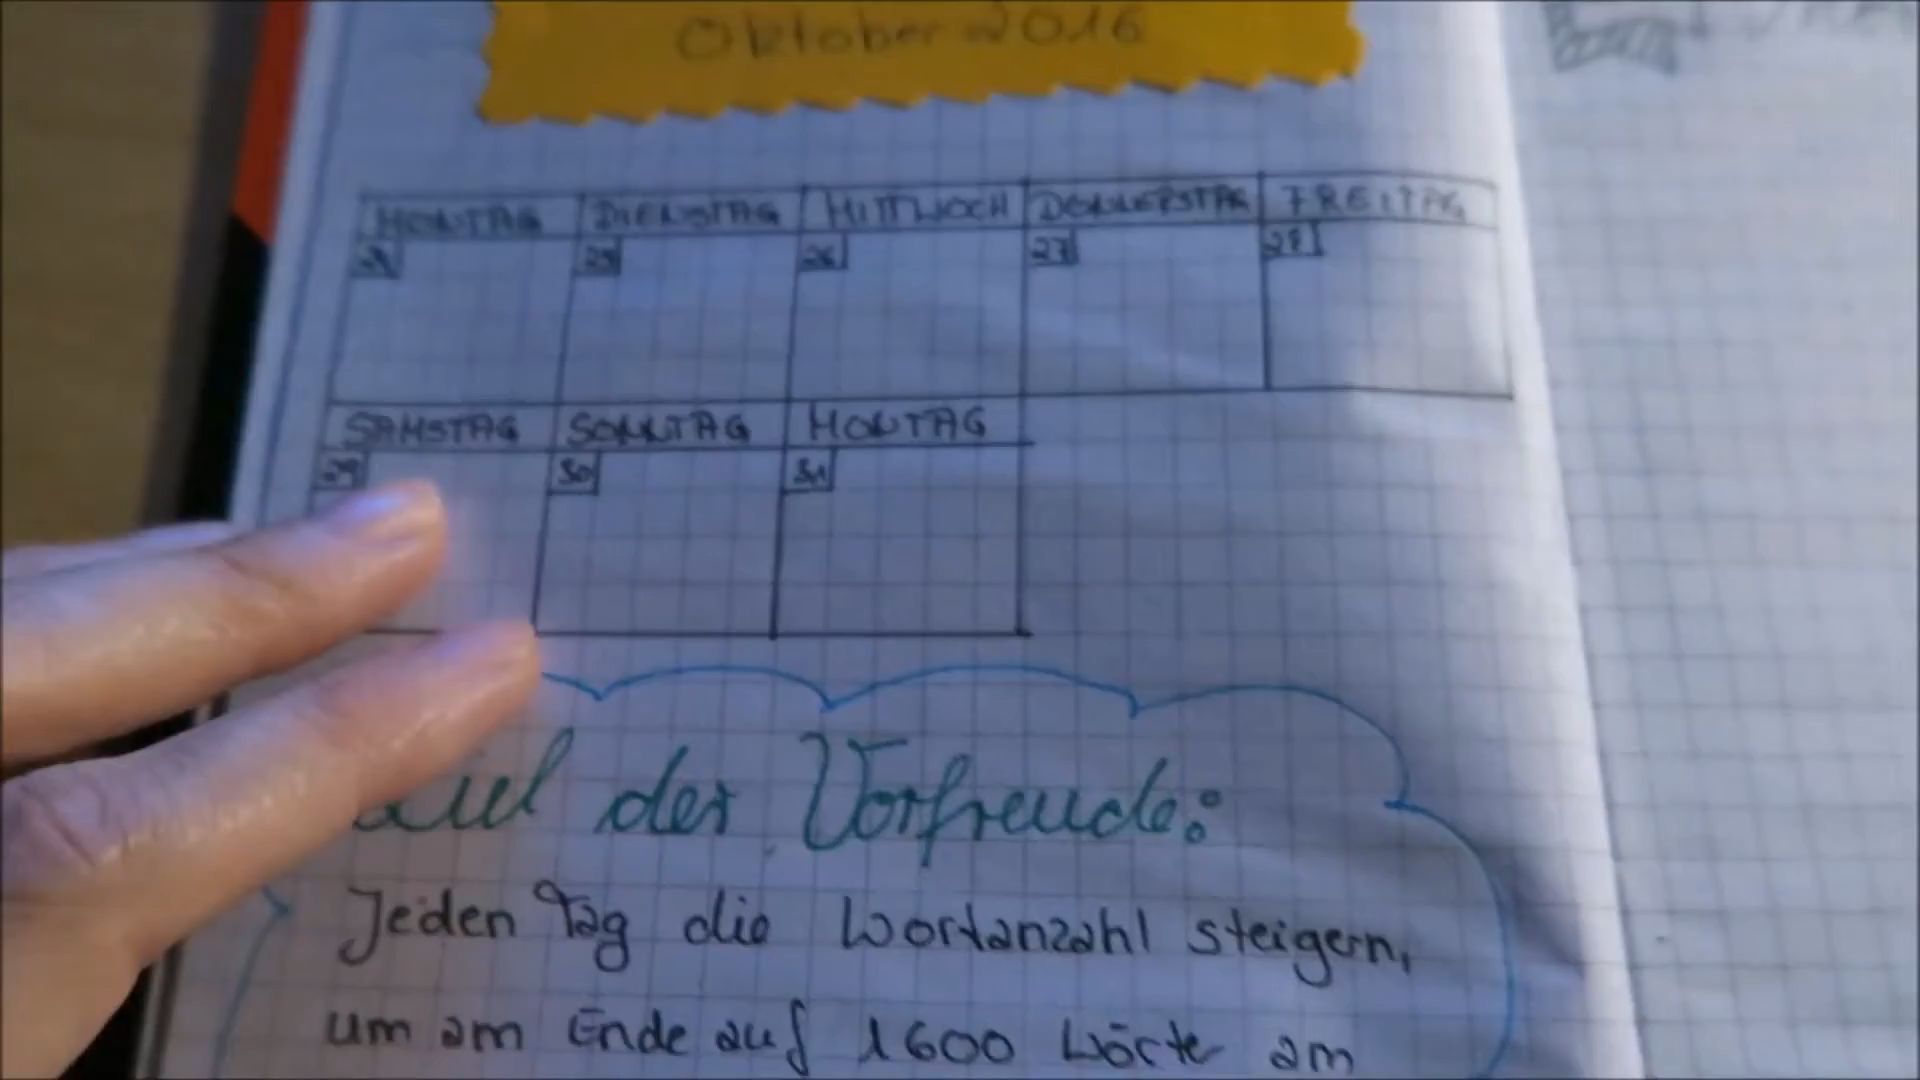 Oktober 2016
MONTAG DIENSTAG MITTWOCH DONNERSTAG FREITAG
24 25 26 27 28
SAMSTAG SONNTAG MONTAG
29 30 31
Ziel der Vorfreude:
Jeden Tag die Wortanzahl steigern,
um am Ende auf 1600 Wörter am